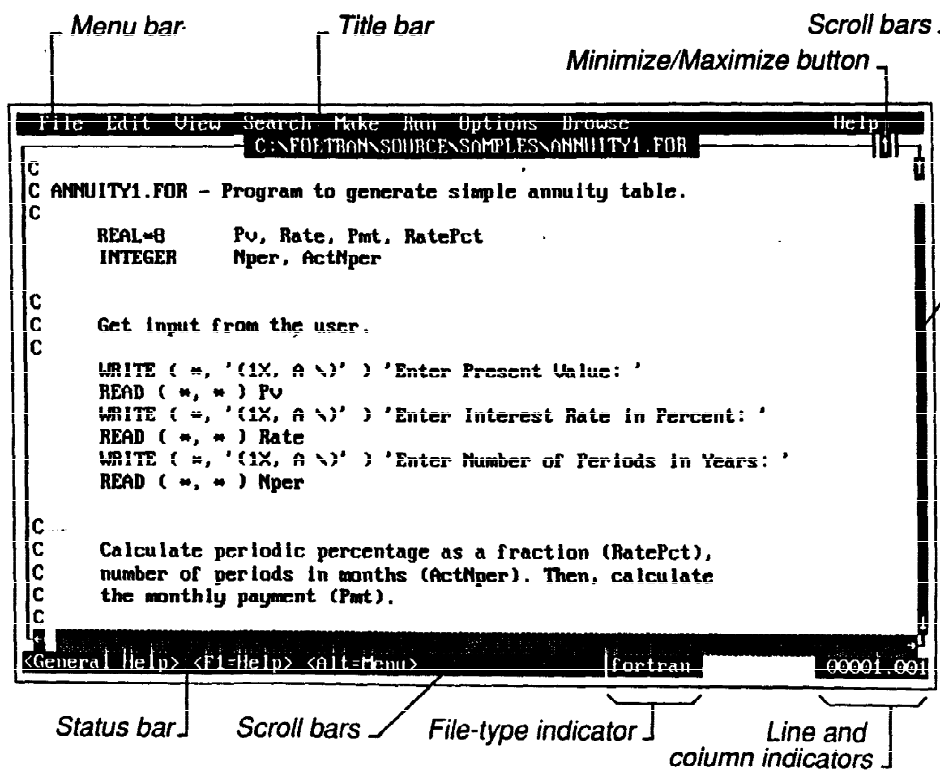 Menu bar Title bar Scroll bars
Minimize/Maximize button
File Edit View Search Make Run Options Browse Help
C:\FORTRAN\SOURCE\SAMPLES\ANNUITY1.FOR
C
C ANNUITY1.FOR - Program to generate simple annuity table.
C
REAL*8 Pv, Rate, Pmt, RatePct
INTEGER Nper, ActNper
C
C Get input from the user.
C
WRITE ( *, '(1X, A \)' ) 'Enter Present Value: '
READ ( *, * ) Pv
WRITE ( *, '(1X, A \)' ) 'Enter Interest Rate in Percent: '
READ ( *, * ) Rate
WRITE ( *, '(1X, A \)' ) 'Enter Number of Periods in Years: '
READ ( *, * ) Nper
C
C Calculate periodic percentage as a fraction (RatePct),
C number of periods in months (ActNper). Then, calculate
C the monthly payment (Pmt).
C
<General Help> <F1=Help> <Alt=Menu> fortran 00001.001
Status bar Scroll bars File-type indicator Line and
column indicators